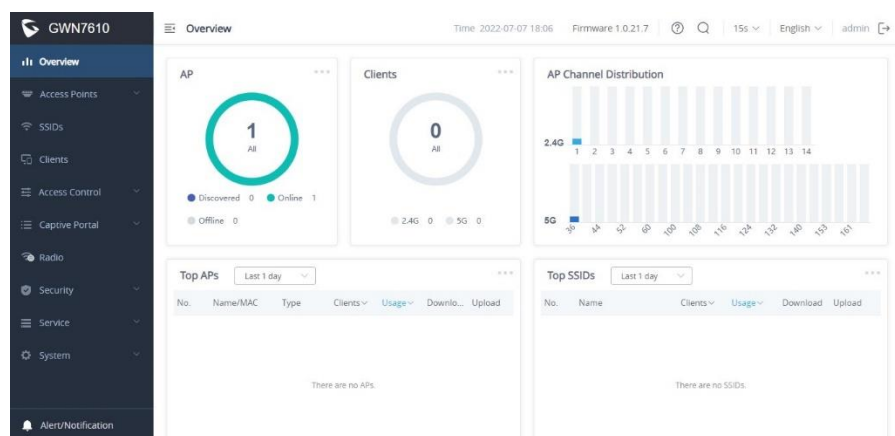 GWN7610
Overview
Time 2022-07-07 18:06
Firmware 1.0.21.7
15s
English
admin
Overview
Access Points
SSIDs
Clients
Access Control
Captive Portal
Radio
Security
Service
System
Alert/Notification
AP
1
All
Discovered 0
Online 1
Offline 0
Clients
0
All
2.4G 0
5G 0
AP Channel Distribution
2.4G
1 2 3 4 5 6 7 8 9 10 11 12 13 14
5G
36 44 52 60 100 108 116 124 132 140 153 161
Top APs
Last 1 day
No. Name/MAC Type Clients Usage Downlo... Upload
There are no APs.
Top SSIDs
Last 1 day
No. Name Clients Usage Download Upload
There are no SSIDs.